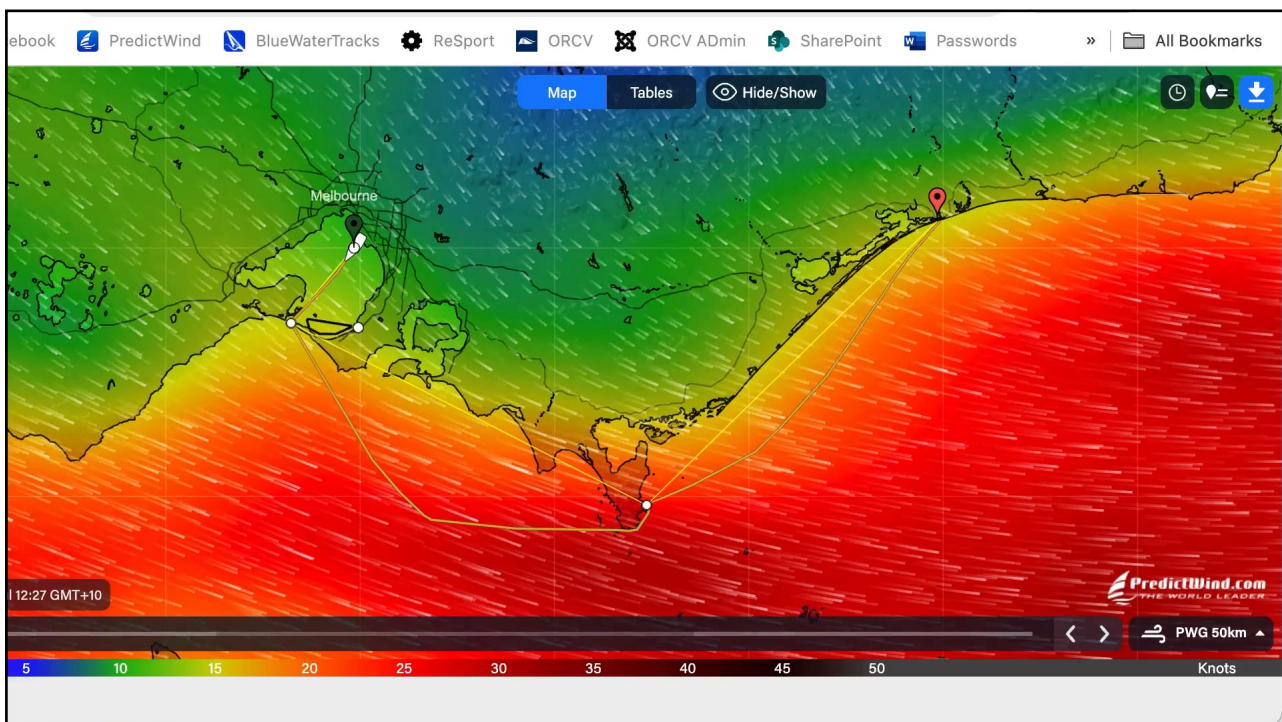 ebook PredictWind BlueWaterTracks ReSport ORCV ORCV ADmin SharePoint Passwords » All Bookmarks
Map Tables Hide/Show
Melbourne
12:27 GMT+10
PredictWind.com
THE WORLD LEADER
PWG 50km
5 10 15 20 25 30 35 40 45 50 Knots